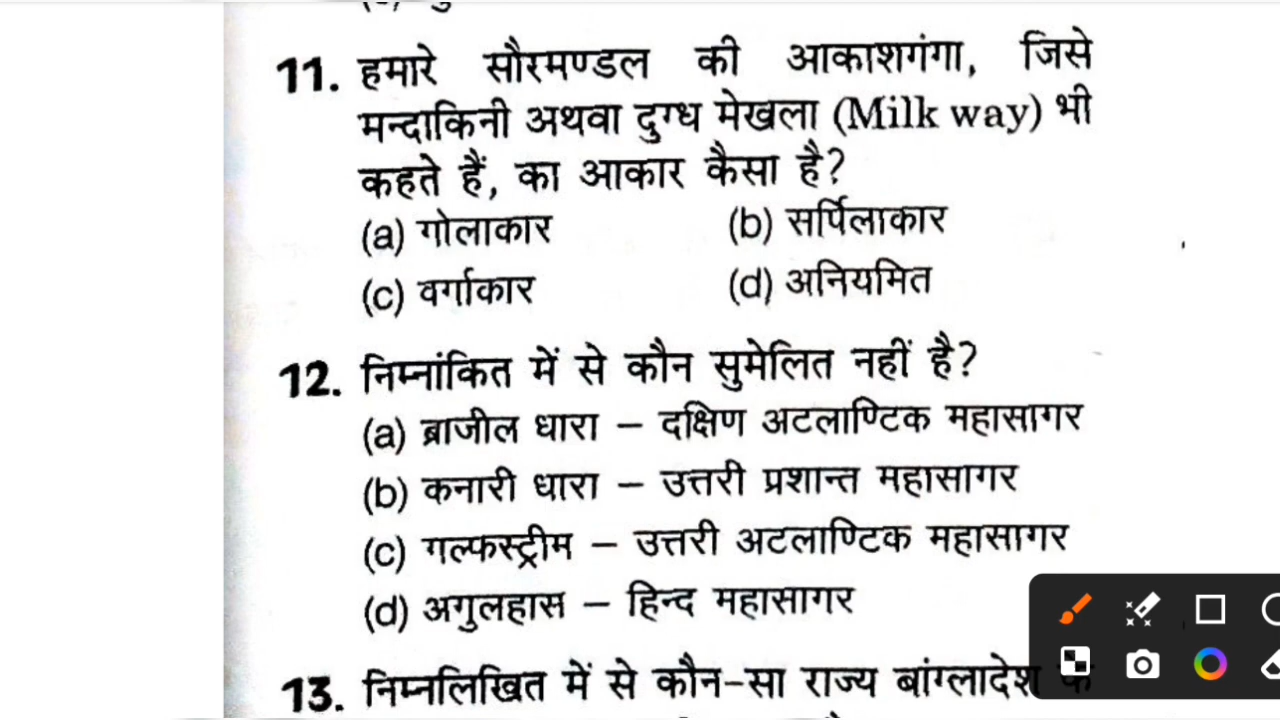 11. हमारे सौरमण्डल की आकाशगंगा, जिसे
मन्दाकिनी अथवा दुग्ध मेखला (Milk way) भी
कहते हैं, का आकार कैसा है?
(a) गोलाकार (b) सर्पिलाकार
(c) वर्गाकार (d) अनियमित
12. निम्नांकित में से कौन सुमेलित नहीं है?
(a) ब्राजील धारा – दक्षिण अटलाण्टिक महासागर
(b) कनारी धारा – उत्तरी प्रशान्त महासागर
(c) गल्फस्ट्रीम – उत्तरी अटलाण्टिक महासागर
(d) अगुलहास – हिन्द महासागर
13. निम्नलिखित में से कौन-सा राज्य बांग्लादेश